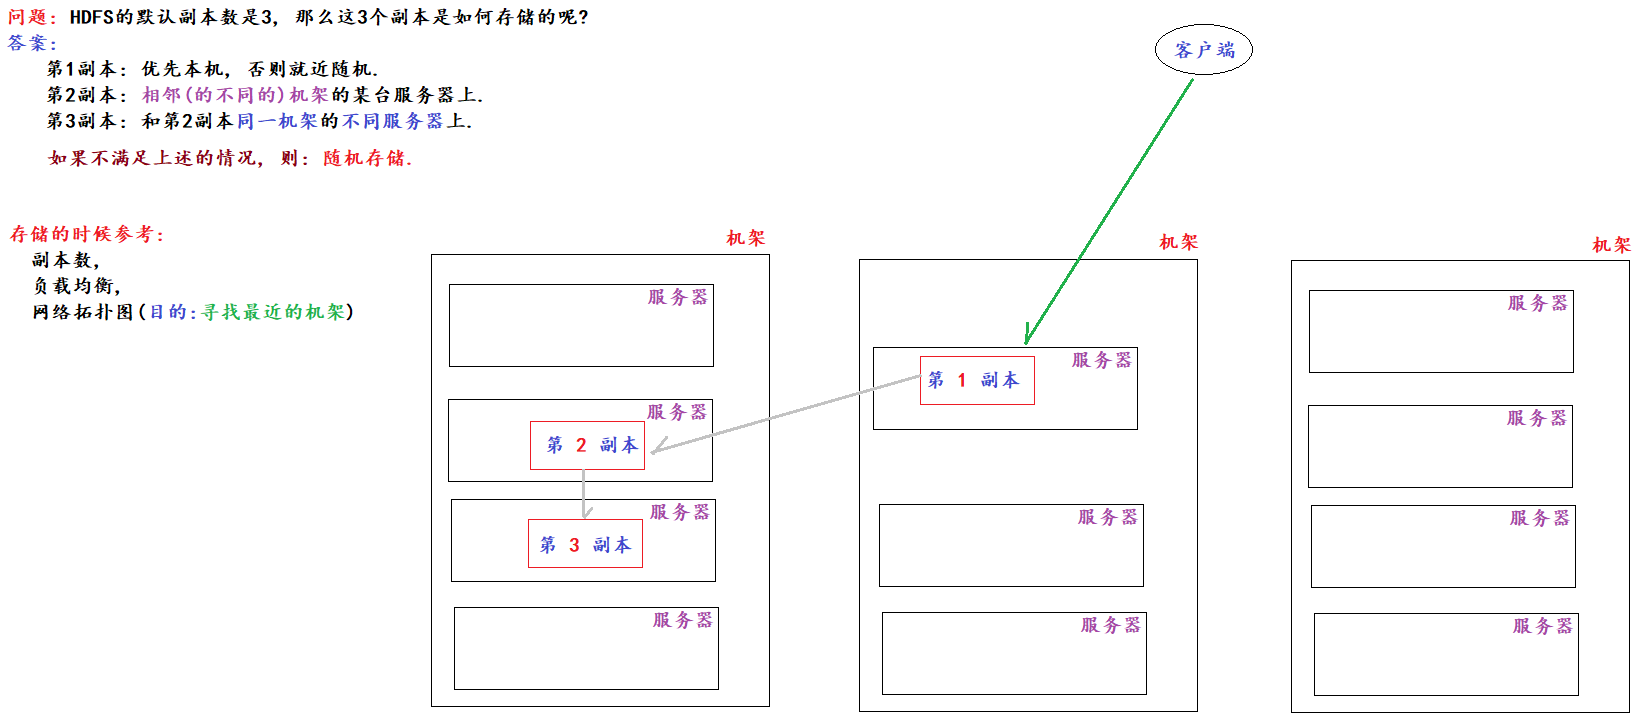 问题: HDFS的默认副本数是3, 那么这3个副本是如何存储的呢?
答案:
第1副本: 优先本机, 否则就近随机.
第2副本: 相邻(的不同的)机架的某台服务器上.
第3副本: 和第2副本同一机架的不同服务器上.
如果不满足上述的情况, 则: 随机存储.
存储的时候参考:
副本数,
负载均衡,
网络拓扑图(目的:寻找最近的机架)
客户端
机架
服务器
服务器
第 2 副本
服务器
第 3 副本
服务器
机架
服务器
第 1 副本
服务器
服务器
机架
服务器
服务器
服务器
服务器